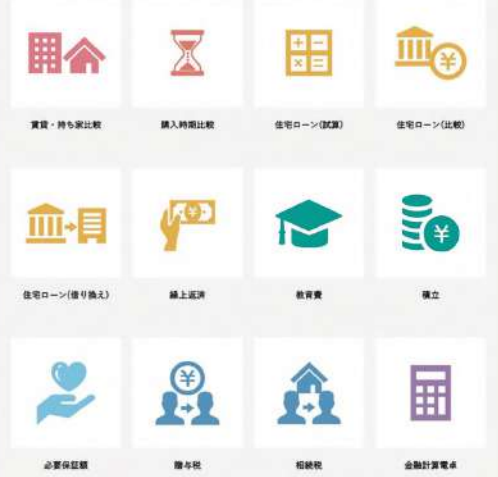 賃貸・持ち家比較
購入時期比較
住宅ローン(試算)
住宅ローン(比較)
住宅ローン(借り換え)
繰上返済
教育費
積立
必要保証額
贈与税
相続税
金融計算電卓